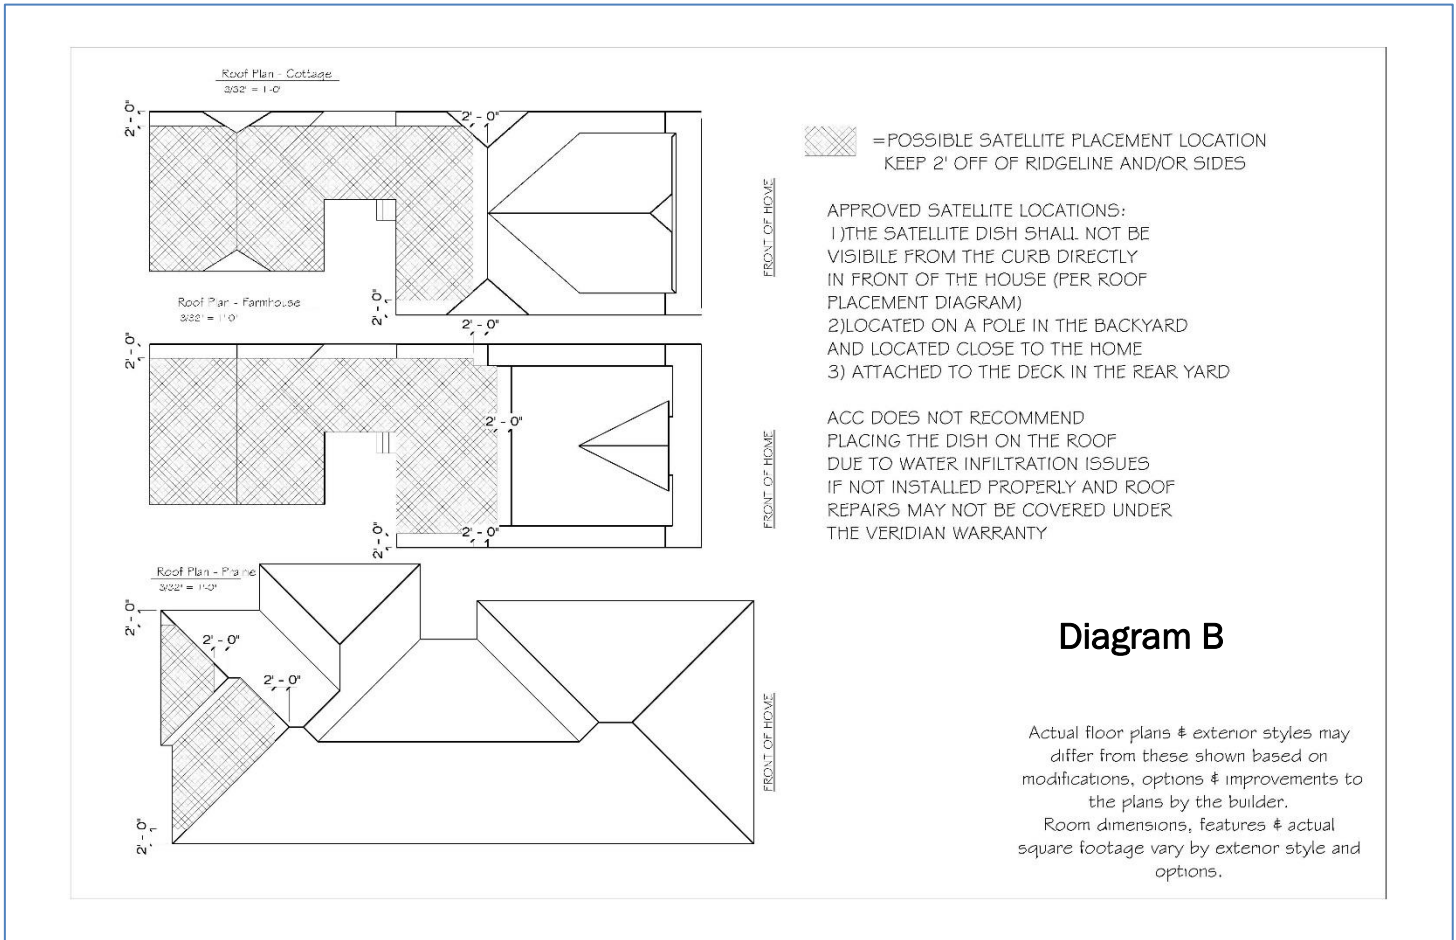 Roof Plan - Cottage
3/32" = 1'-0"
2' - 0"
2' - 0"
2' - 0"
FRONT OF HOME
Roof Plan - Farmhouse
3/32" = 1'-0"
2' - 0"
2' - 0"
2' - 0"
2' - 0"
2' - 0"
FRONT OF HOME
Roof Plan - Prairie
3/32" = 1'-0"
2' - 0"
2' - 0"
2' - 0"
2' - 0"
FRONT OF HOME
=POSSIBLE SATELLITE PLACEMENT LOCATION
KEEP 2' OFF OF RIDGELINE AND/OR SIDES
APPROVED SATELLITE LOCATIONS:
1)THE SATELLITE DISH SHALL NOT BE
VISIBILE FROM THE CURB DIRECTLY
IN FRONT OF THE HOUSE (PER ROOF
PLACEMENT DIAGRAM)
2)LOCATED ON A POLE IN THE BACKYARD
AND LOCATED CLOSE TO THE HOME
3) ATTACHED TO THE DECK IN THE REAR YARD
ACC DOES NOT RECOMMEND
PLACING THE DISH ON THE ROOF
DUE TO WATER INFILTRATION ISSUES
IF NOT INSTALLED PROPERLY AND ROOF
REPAIRS MAY NOT BE COVERED UNDER
THE VERIDIAN WARRANTY
Diagram B
Actual floor plans & exterior styles may
differ from these shown based on
modifications, options & improvements to
the plans by the builder.
Room dimensions, features & actual
square footage vary by exterior style and
options.